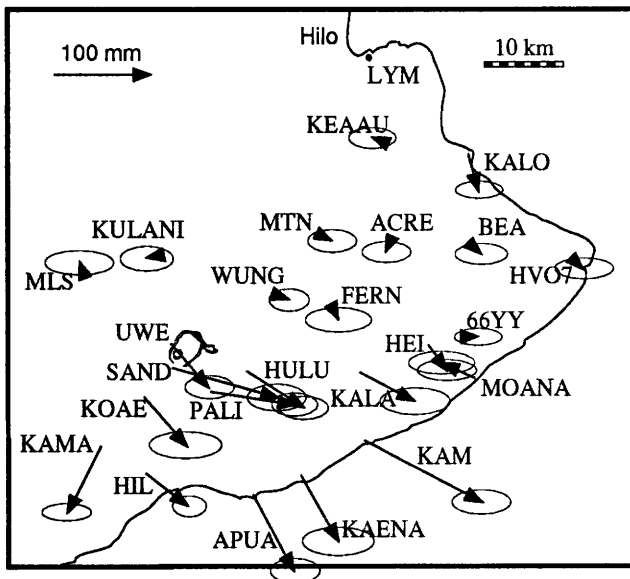 Hilo
100 mm
10 km
LYM
KEAAU
KALO
KULANI
MTN
ACRE
BEA
MLS
HVO7
WUNG
FERN
UWE
66YY
HEI
SAND
HULU
MOANA
PALI
KALA
KOAE
KAMA
KAM
HIL
APUA
KAENA